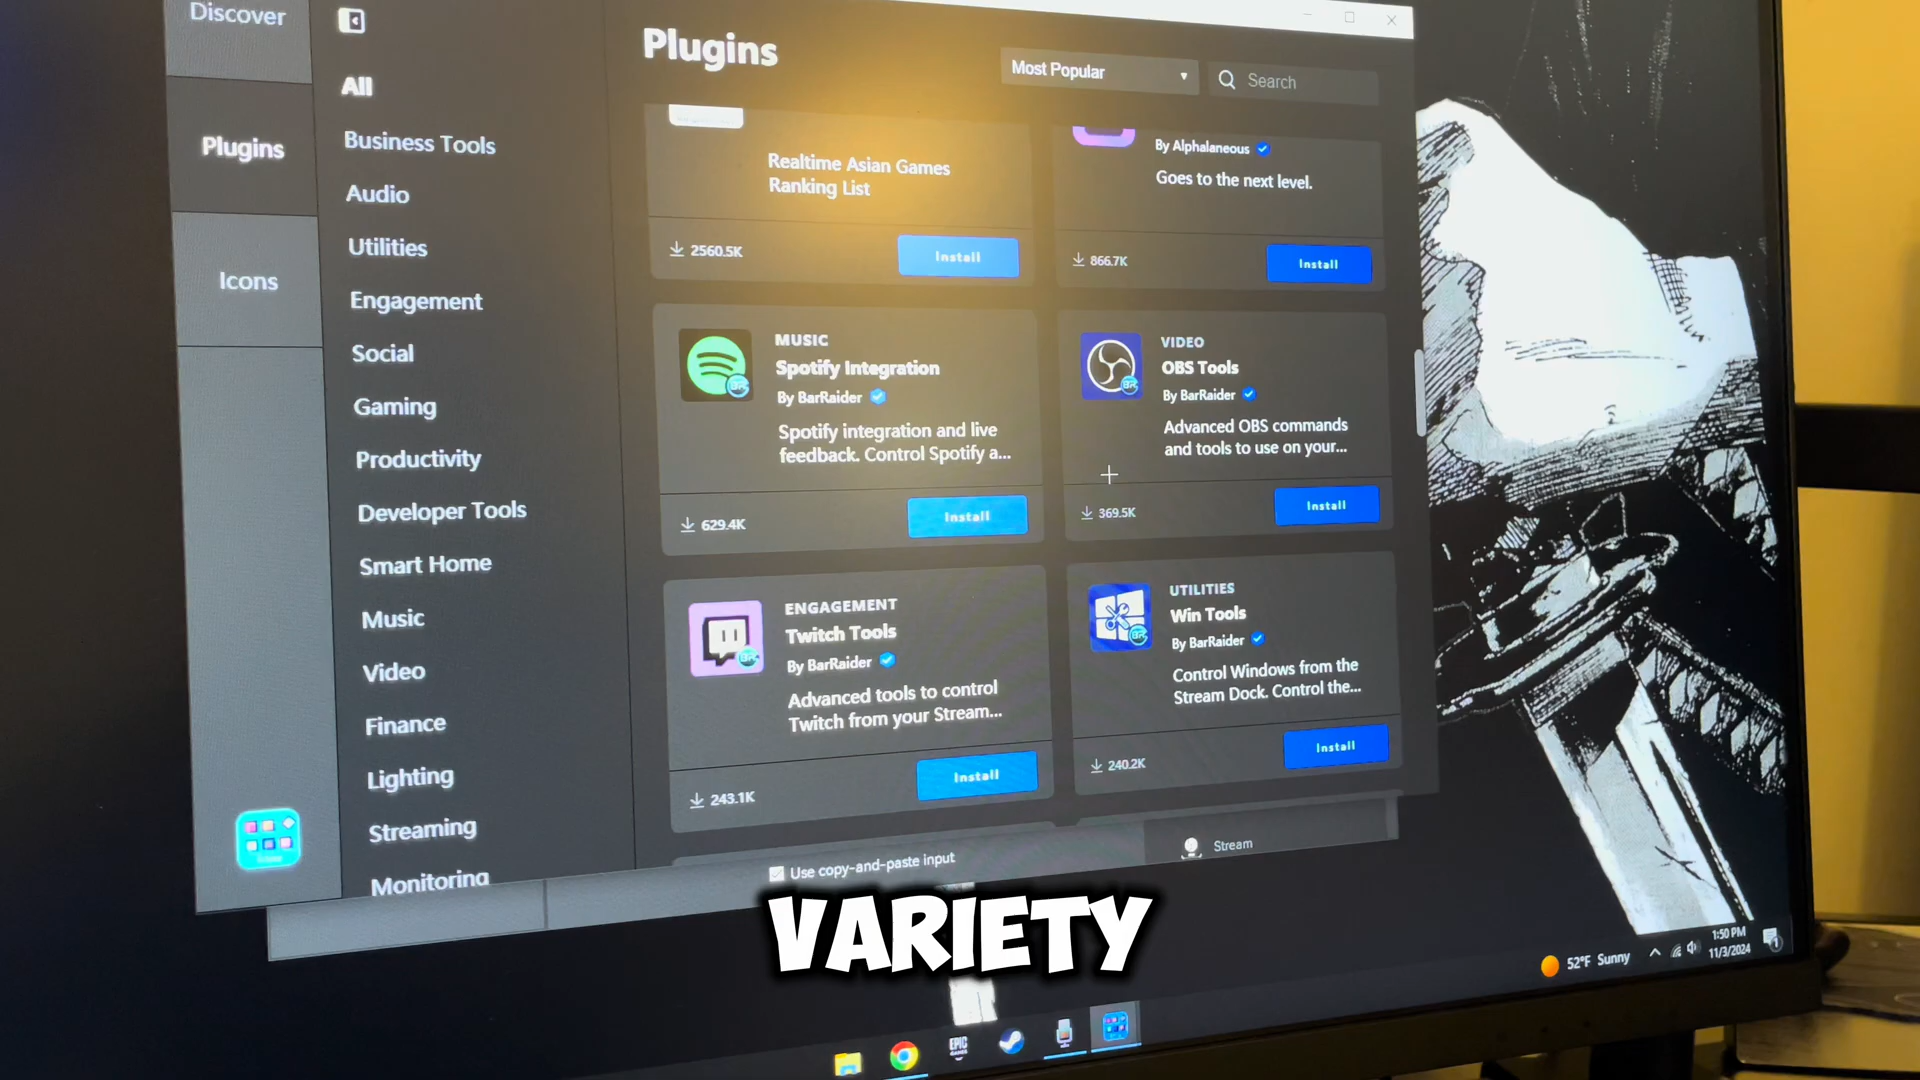 Discover
Plugins
Icons
All
Business Tools
Audio
Utilities
Engagement
Social
Gaming
Productivity
Developer Tools
Smart Home
Music
Video
Finance
Lighting
Streaming
Monitoring
Plugins
Most Popular
Search
Realtime Asian Games
Ranking List
2560.5K
Install
By Alphalaneous
Goes to the next level.
866.7K
Install
MUSIC
Spotify Integration
By BarRaider
Spotify integration and live
feedback. Control Spotify a...
629.4K
Install
VIDEO
OBS Tools
By BarRaider
Advanced OBS commands
and tools to use on your...
369.5K
Install
ENGAGEMENT
Twitch Tools
By BarRaider
Advanced tools to control
Twitch from your Stream...
243.1K
Install
UTILITIES
Win Tools
By BarRaider
Control Windows from the
Stream Dock. Control the...
240.2K
Install
Use copy-and-paste input
Stream
VARIETY
52°F Sunny
1:50 PM
11/3/2024
1
EPIC
GAMES